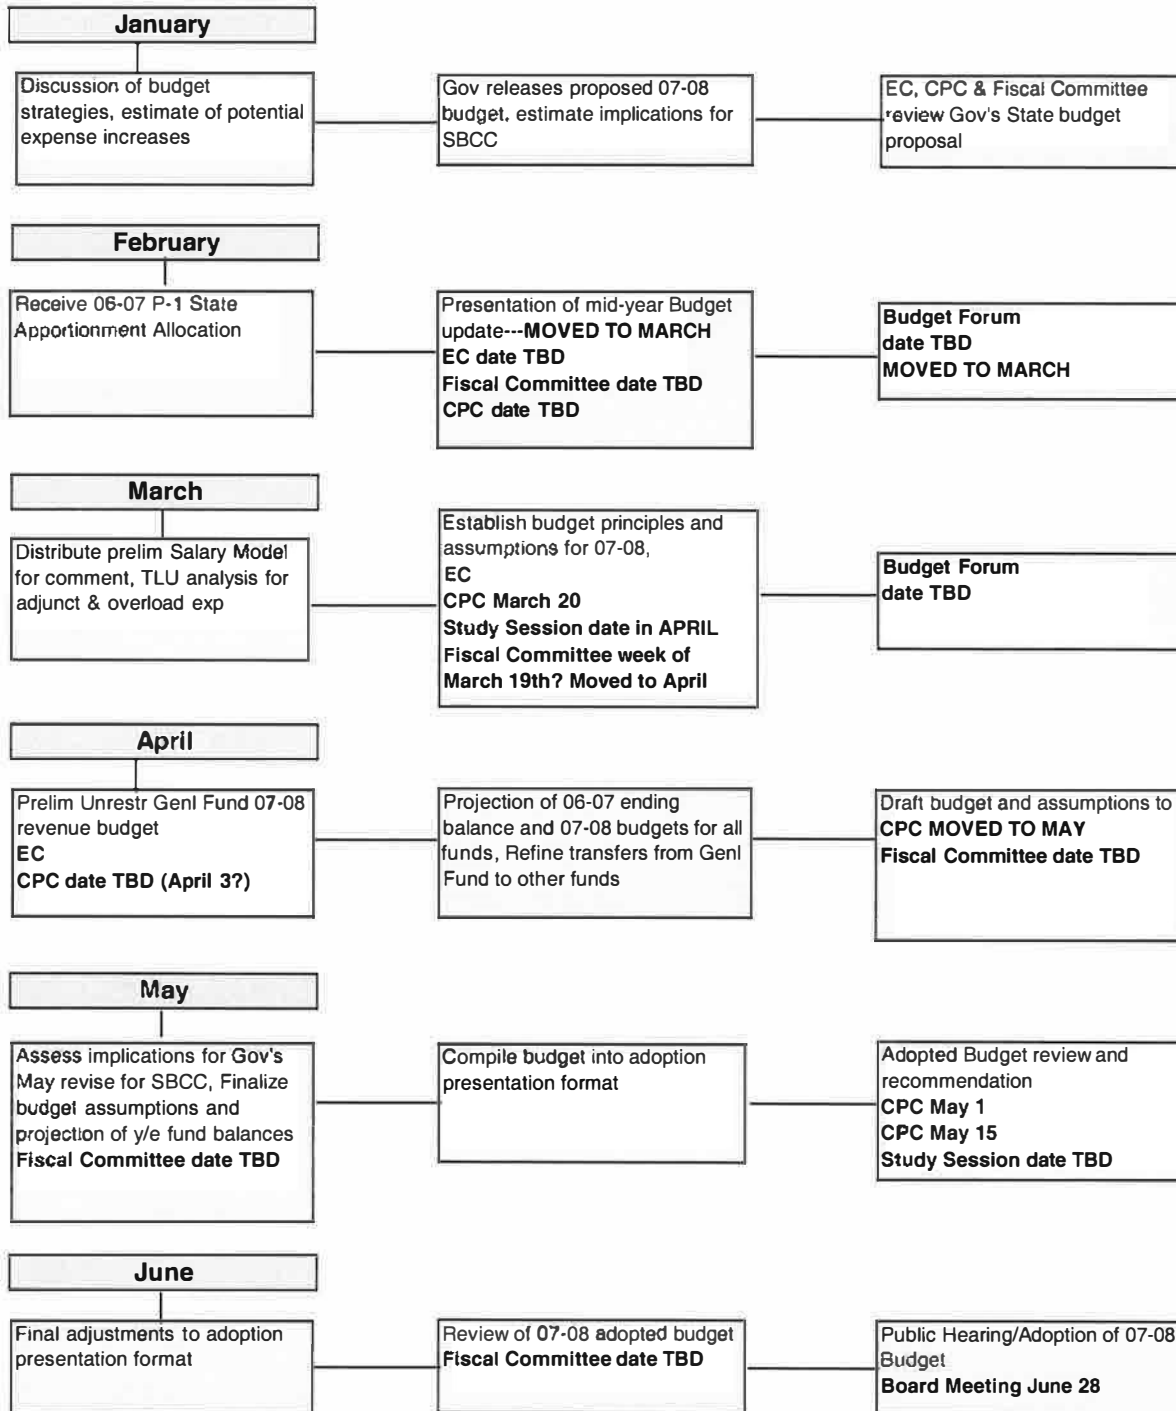 January
Discussion of budget
strategies, estimate of potential
expense increases
Gov releases proposed 07-08
budget, estimate implications for
SBCC
EC, CPC & Fiscal Committee
review Gov's State budget
proposal
February
Receive 06-07 P-1 State
Apportionment Allocation
Presentation of mid-year Budget
update---MOVED TO MARCH
EC date TBD
Fiscal Committee date TBD
CPC date TBD
Budget Forum
date TBD
MOVED TO MARCH
March
Distribute prelim Salary Model
for comment, TLU analysis for
adjunct & overload exp
Establish budget principles and
assumptions for 07-08,
EC
CPC March 20
Study Session date in APRIL
Fiscal Committee week of
March 19th? Moved to April
Budget Forum
date TBD
April
Prelim Unrestr Genl Fund 07-08
revenue budget
EC
CPC date TBD (April 3?)
Projection of 06-07 ending
balance and 07-08 budgets for all
funds, Refine transfers from Genl
Fund to other funds
Draft budget and assumptions to
CPC MOVED TO MAY
Fiscal Committee date TBD
May
Assess implications for Gov's
May revise for SBCC, Finalize
budget assumptions and
projection of y/e fund balances
Fiscal Committee date TBD
Compile budget into adoption
presentation format
Adopted Budget review and
recommendation
CPC May 1
CPC May 15
Study Session date TBD
June
Final adjustments to adoption
presentation format
Review of 07-08 adopted budget
Fiscal Committee date TBD
Public Hearing/Adoption of 07-08
Budget
Board Meeting June 28